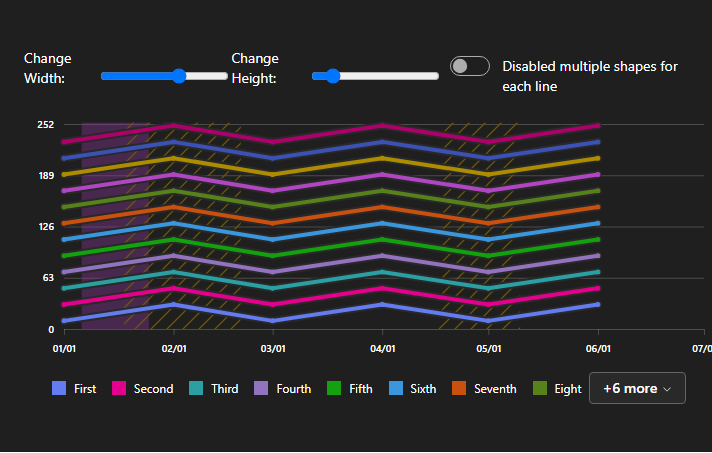 Change
Width:
Change
Height:
Disabled multiple shapes for
each line
252
189
126
63
0
01/01 02/01 03/01 04/01 05/01 06/01 07/0
First Second Third Fourth Fifth Sixth Seventh Eight +6 more